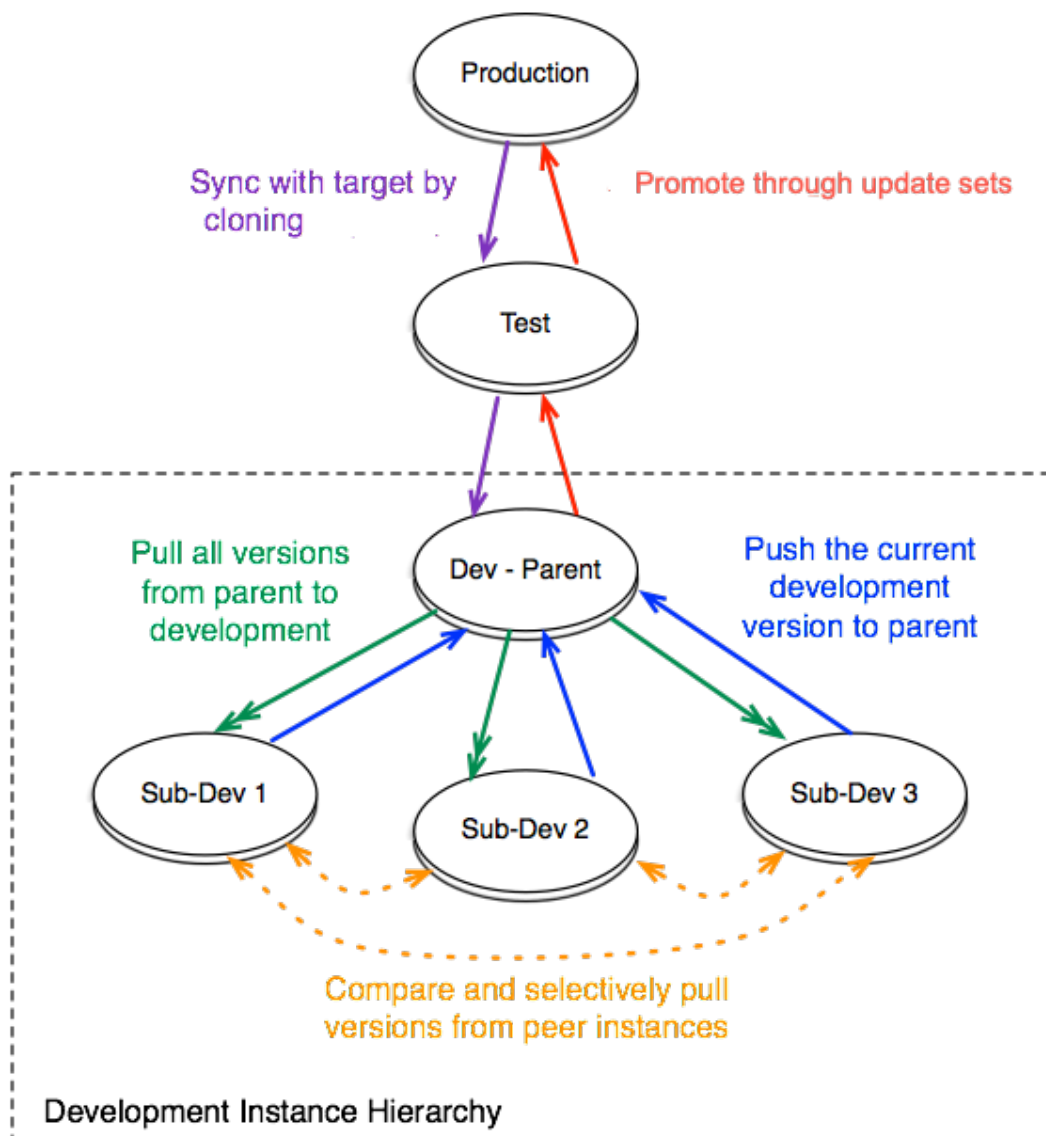 Production
Sync with target by
cloning
Promote through update sets
Test
Dev - Parent
Pull all versions
from parent to
development
Push the current
development
version to parent
Sub-Dev 1
Sub-Dev 2
Sub-Dev 3
Compare and selectively pull
versions from peer instances
Development Instance Hierarchy